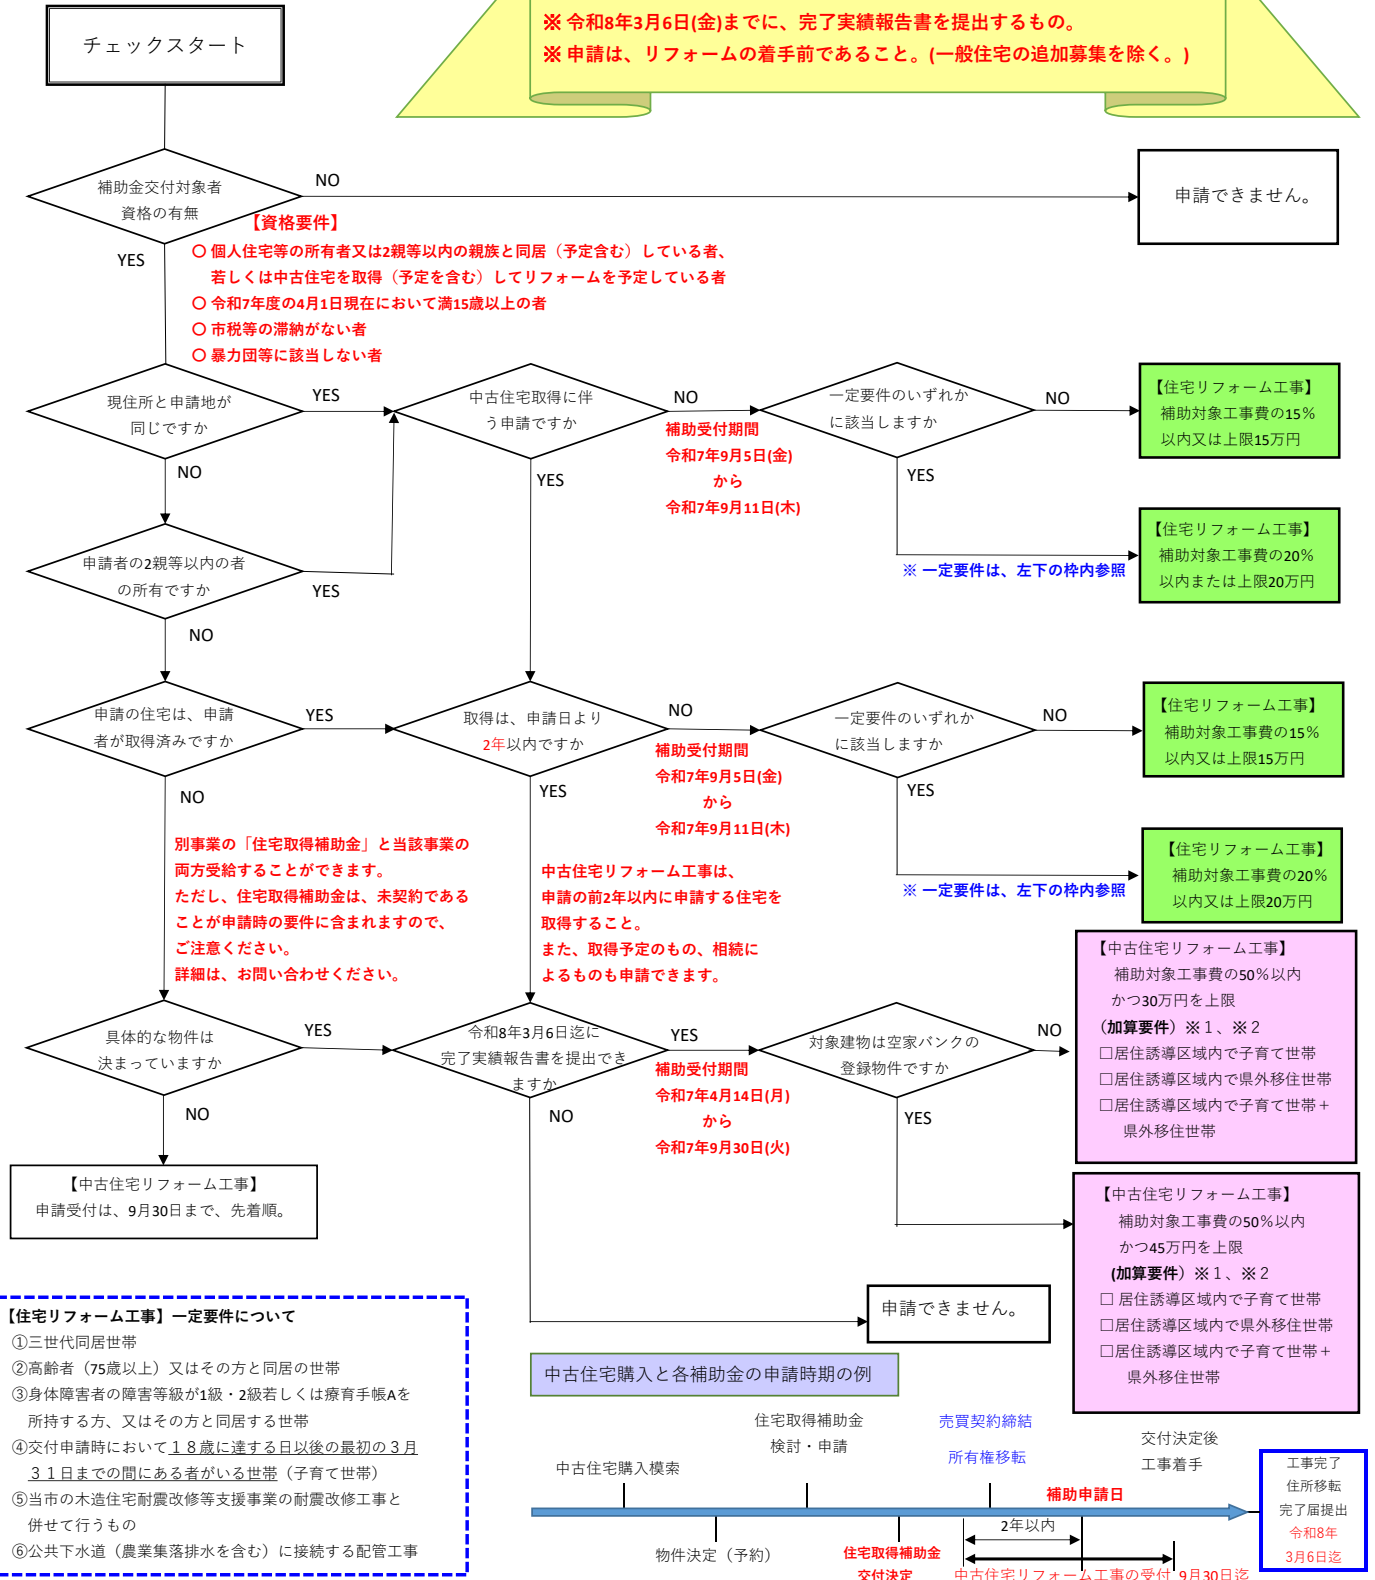 ※ 令和8年3月6日(金)までに、完了実績報告書を提出するもの。
※ 申請は、リフォームの着手前であること。(一般住宅の追加募集を除く。)
チェックスタート
補助金交付対象者
資格の有無
NO
申請できません。
YES
【資格要件】
〇 個人住宅等の所有者又は2親等以内の親族と同居（予定含む）している者、
若しくは中古住宅を取得（予定を含む）してリフォームを予定している者
〇 令和7年度の4月1日現在において満15歳以上の者
〇 市税等の滞納がない者
〇 暴力団等に該当しない者
現住所と申請地が
同じですか
YES
NO
中古住宅取得に伴
う申請ですか
NO
YES
補助受付期間
令和7年9月5日(金)
から
令和7年9月11日(木)
一定要件のいずれか
に該当しますか
NO
YES
【住宅リフォーム工事】
補助対象工事費の15%
以内又は上限15万円
※ 一定要件は、左下の枠内参照
【住宅リフォーム工事】
補助対象工事費の20%
以内または上限20万円
申請者の2親等以内の者
の所有ですか
YES
NO
申請の住宅は、申請
者が取得済みですか
YES
NO
取得は、申請日より
2年以内ですか
NO
YES
補助受付期間
令和7年9月5日(金)
から
令和7年9月11日(木)
一定要件のいずれか
に該当しますか
NO
YES
【住宅リフォーム工事】
補助対象工事費の15%
以内又は上限15万円
※ 一定要件は、左下の枠内参照
【住宅リフォーム工事】
補助対象工事費の20%
以内又は上限20万円
別事業の「住宅取得補助金」と当該事業の
両方受給することができます。
ただし、住宅取得補助金は、未契約である
ことが申請時の要件に含まれますので、
ご注意ください。
詳細は、お問い合わせください。
中古住宅リフォーム工事は、
申請の前2年以内に申請する住宅を
取得すること。
また、取得予定のもの、相続に
よるものも申請できます。
具体的な物件は
決まっていますか
YES
NO
令和8年3月6日迄に
完了実績報告書を提出でき
ますか
YES
NO
補助受付期間
令和7年4月14日(月)
から
令和7年9月30日(火)
対象建物は空家バンクの
登録物件ですか
NO
YES
【中古住宅リフォーム工事】
補助対象工事費の50%以内
かつ30万円を上限
（加算要件）※１、※２
□居住誘導区域内で子育て世帯
□居住誘導区域内で県外移住世帯
□居住誘導区域内で子育て世帯＋
県外移住世帯
【中古住宅リフォーム工事】
補助対象工事費の50%以内
かつ45万円を上限
(加算要件）※１、※２
□ 居住誘導区域内で子育て世帯
□居住誘導区域内で県外移住世帯
□居住誘導区域内で子育て世帯＋
県外移住世帯
【中古住宅リフォーム工事】
申請受付は、9月30日まで、先着順。
申請できません。
【住宅リフォーム工事】一定要件について
①三世代同居世帯
②高齢者（75歳以上）又はその方と同居の世帯
③身体障害者の障害等級が1級・2級若しくは療育手帳Aを
所持する方、又はその方と同居する世帯
④交付申請時において１８歳に達する日以後の最初の３月
３１日までの間にある者がいる世帯（子育て世帯）
⑤当市の木造住宅耐震改修等支援事業の耐震改修工事と
併せて行うもの
⑥公共下水道（農業集落排水を含む）に接続する配管工事
中古住宅購入と各補助金の申請時期の例
中古住宅購入模索
住宅取得補助金
検討・申請
売買契約締結
所有権移転
補助申請日
交付決定後
工事着手
工事完了
住所移転
完了届提出
令和8年
3月6日迄
物件決定（予約）
住宅取得補助金
交付決定
2年以内
中古住宅リフォーム工事の受付 9月30日迄